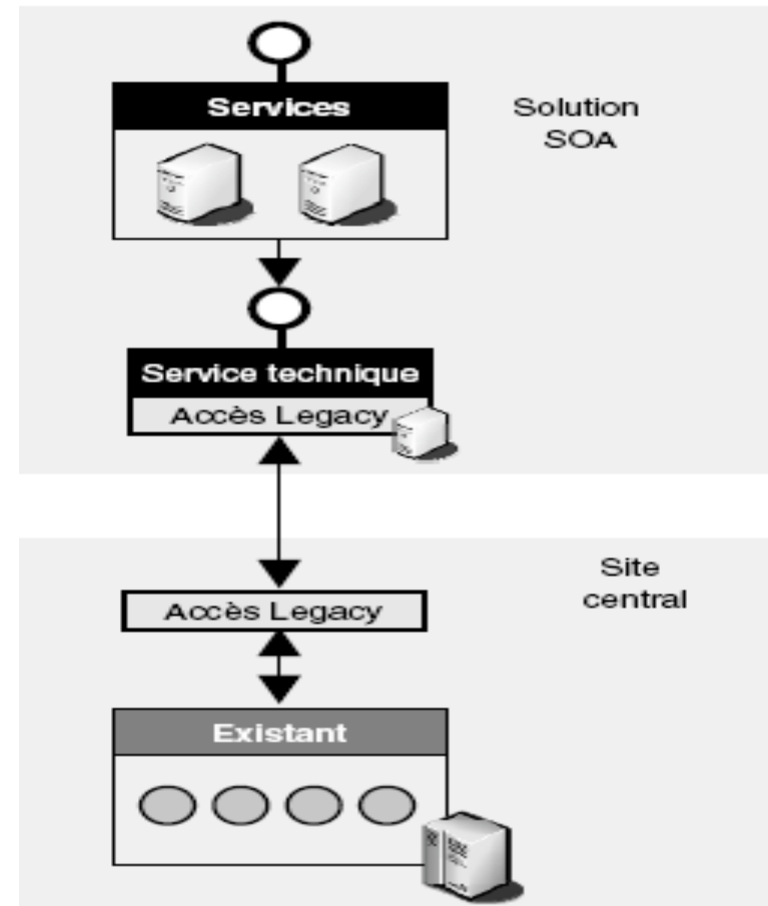 Services
Solution
SOA
Service technique
Accès Legacy
Site
central
Accès Legacy
Existant